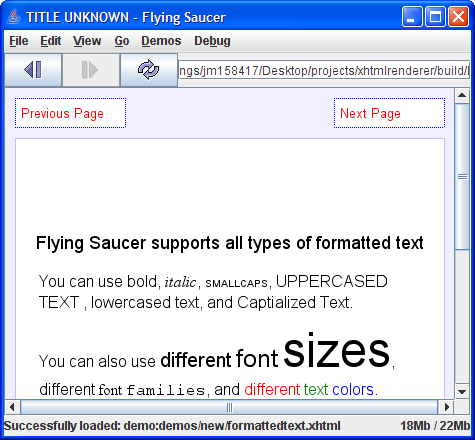 TITLE UNKNOWN - Flying Saucer
File Edit View Go Demos Debug
ngs/jm158417/Desktop/projects/xhtmlrenderer/build/
Previous Page Next Page
Flying Saucer supports all types of formatted text
You can use bold, italic, SMALLCAPS, UPPERCASED
TEXT , lowercased text, and Captialized Text.
You can also use different font sizes,
different font families, and different text colors.
Successfully loaded: demo:demos/new/formattedtext.xhtml 18Mb / 22Mb